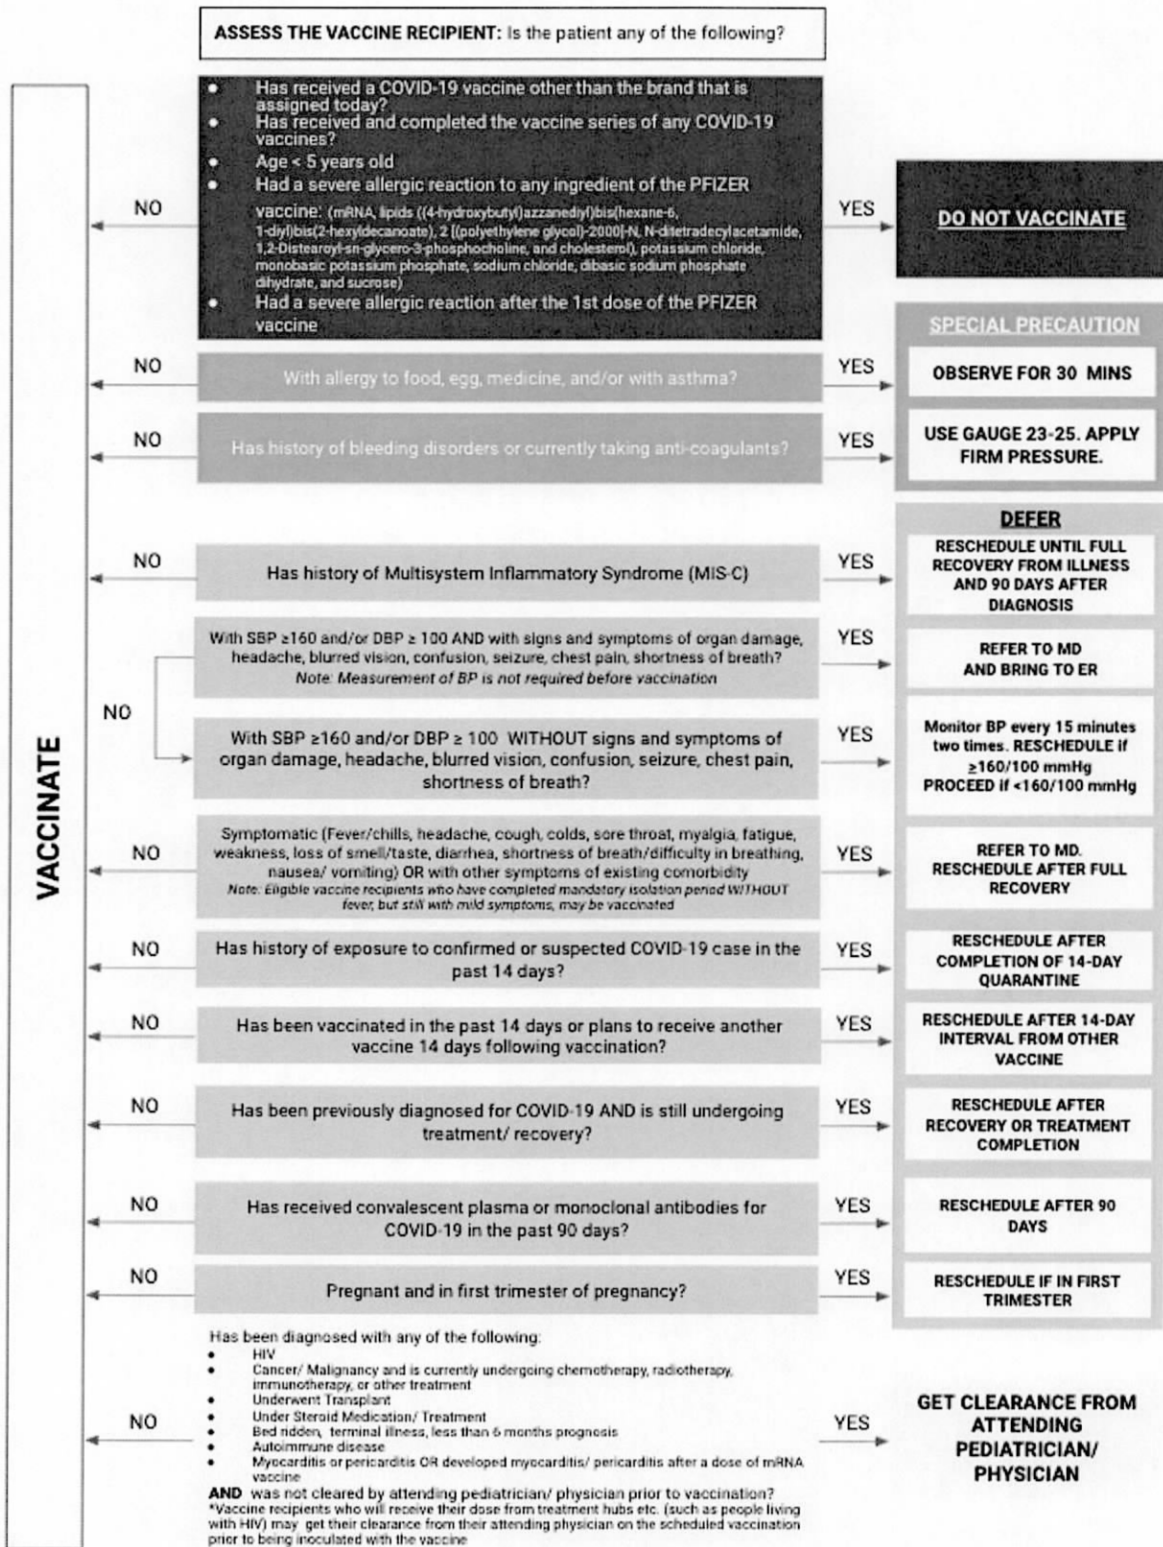 ASSESS THE VACCINE RECIPIENT: Is the patient any of the following?
• Has received a COVID-19 vaccine other than the brand that is
assigned today?
• Has received and completed the vaccine series of any COVID-19
vaccines?
• Age < 5 years old
• Had a severe allergic reaction to any ingredient of the PFIZER
vaccine: (mRNA, lipids ((4-hydroxybutyl)azzanediyl)bis(hexane-6,
1-diyl)bis(2-hexyldecanoate), 2 [(polyethylene glycol)-2000]-N, N-ditetradecylacetamide,
1,2-Distearoyl-sn-glycero-3-phosphocholine, and cholesterol), potassium chloride,
monobasic potassium phosphate, sodium chloride, dibasic sodium phosphate
dihydrate, and sucrose)
• Had a severe allergic reaction after the 1st dose of the PFIZER
vaccine
NO
YES
DO NOT VACCINATE
SPECIAL PRECAUTION
NO
With allergy to food, egg, medicine, and/or with asthma?
YES
OBSERVE FOR 30 MINS
NO
Has history of bleeding disorders or currently taking anti-coagulants?
YES
USE GAUGE 23-25. APPLY
FIRM PRESSURE.
DEFER
NO
Has history of Multisystem Inflammatory Syndrome (MIS-C)
YES
RESCHEDULE UNTIL FULL
RECOVERY FROM ILLNESS
AND 90 DAYS AFTER
DIAGNOSIS
With SBP ≥160 and/or DBP ≥ 100 AND with signs and symptoms of organ damage,
headache, blurred vision, confusion, seizure, chest pain, shortness of breath?
Note: Measurement of BP is not required before vaccination
YES
REFER TO MD
AND BRING TO ER
NO
With SBP ≥160 and/or DBP ≥ 100 WITHOUT signs and symptoms of
organ damage, headache, blurred vision, confusion, seizure, chest pain,
shortness of breath?
YES
Monitor BP every 15 minutes
two times. RESCHEDULE if
≥160/100 mmHg
PROCEED if <160/100 mmHg
VACCINATE
NO
Symptomatic (Fever/chills, headache, cough, colds, sore throat, myalgia, fatigue,
weakness, loss of smell/taste, diarrhea, shortness of breath/difficulty in breathing,
nausea/ vomiting) OR with other symptoms of existing comorbidity
Note: Eligible vaccine recipients who have completed mandatory isolation period WITHOUT
fever, but still with mild symptoms, may be vaccinated
YES
REFER TO MD.
RESCHEDULE AFTER FULL
RECOVERY
NO
Has history of exposure to confirmed or suspected COVID-19 case in the
past 14 days?
YES
RESCHEDULE AFTER
COMPLETION OF 14-DAY
QUARANTINE
NO
Has been vaccinated in the past 14 days or plans to receive another
vaccine 14 days following vaccination?
YES
RESCHEDULE AFTER 14-DAY
INTERVAL FROM OTHER
VACCINE
NO
Has been previously diagnosed for COVID-19 AND is still undergoing
treatment/ recovery?
YES
RESCHEDULE AFTER
RECOVERY OR TREATMENT
COMPLETION
NO
Has received convalescent plasma or monoclonal antibodies for
COVID-19 in the past 90 days?
YES
RESCHEDULE AFTER 90
DAYS
NO
Pregnant and in first trimester of pregnancy?
YES
RESCHEDULE IF IN FIRST
TRIMESTER
Has been diagnosed with any of the following:
• HIV
• Cancer/ Malignancy and is currently undergoing chemotherapy, radiotherapy,
immunotherapy, or other treatment
• Underwent Transplant
• Under Steroid Medication/ Treatment
• Bed ridden, terminal illness, less than 6 months prognosis
• Autoimmune disease
• Myocarditis or pericarditis OR developed myocarditis/ pericarditis after a dose of mRNA
vaccine
AND was not cleared by attending pediatrician/ physician prior to vaccination?
*Vaccine recipients who will receive their dose from treatment hubs etc. (such as people living
with HIV) may get their clearance from their attending physician on the scheduled vaccination
prior to being inoculated with the vaccine
NO
YES
GET CLEARANCE FROM
ATTENDING
PEDIATRICIAN/
PHYSICIAN